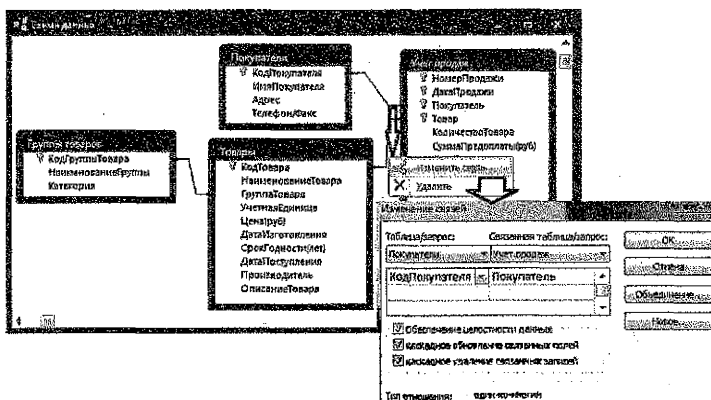 Схема данных
Покупатели
КодПокупателя
ИмяПокупателя
Адрес
Телефон/Факс
Учет продаж
НомерПродажи
ДатаПродажи
Покупатель
Товар
КоличествоТовара
СуммаПредоплаты(руб)
Группы товаров
КодГруппыТовара
НаименованиеГруппы
Категория
Товары
КодТовара
НаименованиеТовара
ГруппаТовара
УчетнаяЕдиница
Цена(руб)
ДатаИзготовления
СрокГодности(лет)
ДатаПоступления
Производитель
ОписаниеТовара
Изменить связь
Удалить
Изменение связей
Таблица/запрос: Связанная таблица/запрос:
Покупатели Учет продаж
КодПокупателя Покупатель
Обеспечение целостности данных
каскадное обновление связанных полей
каскадное удаление связанных записей
Тип отношения: один-ко-многим
ОК
Отмена
Объединение
Новое